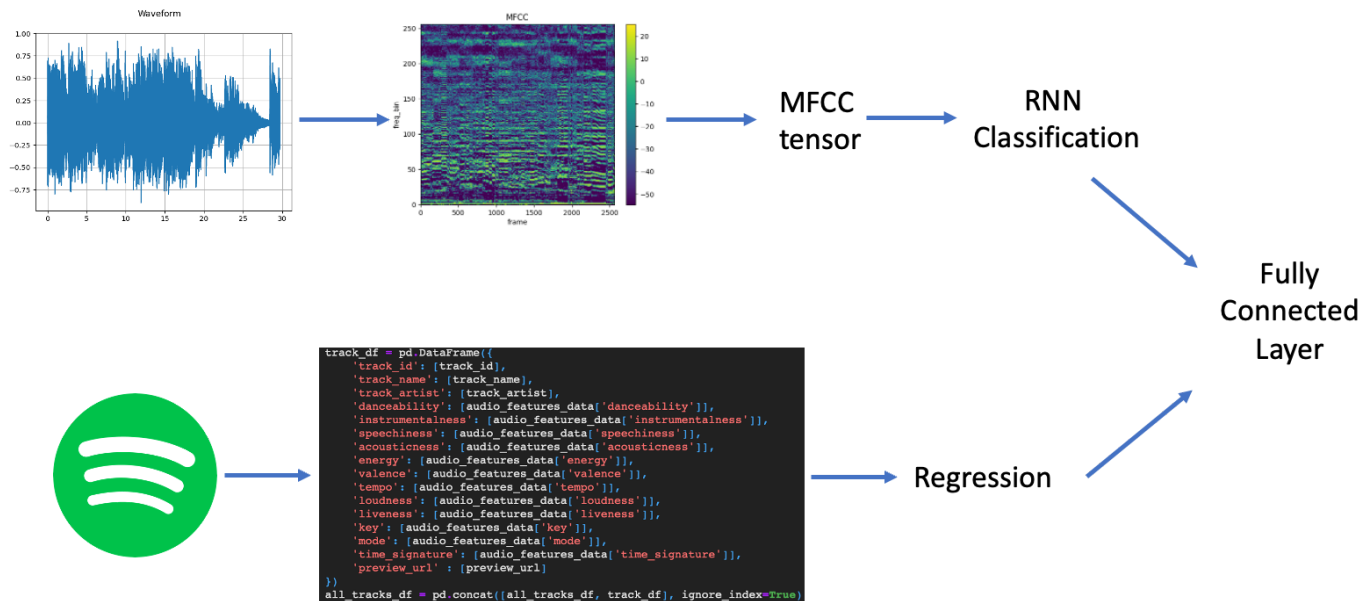 Waveform
1.00
0.75
0.50
0.25
0.00
−0.25
−0.50
−0.75
0 5 10 15 20 25 30
MFCC
250
200
150
100
50
0
freq_bin
0 500 1000 1500 2000 2500
frame
20
10
0
−10
−20
−30
−40
−50
MFCC
tensor
RNN
Classification
Fully
Connected
Layer
track_df = pd.DataFrame({
'track_id': [track_id],
'track_name': [track_name],
'track_artist': [track_artist],
'danceability': [audio_features_data['danceability']],
'instrumentalness': [audio_features_data['instrumentalness']],
'speechiness': [audio_features_data['speechiness']],
'acousticness': [audio_features_data['acousticness']],
'energy': [audio_features_data['energy']],
'valence': [audio_features_data['valence']],
'tempo': [audio_features_data['tempo']],
'loudness': [audio_features_data['loudness']],
'liveness': [audio_features_data['liveness']],
'key': [audio_features_data['key']],
'mode': [audio_features_data['mode']],
'time_signature': [audio_features_data['time_signature']],
'preview_url' : [preview_url]
})
all_tracks_df = pd.concat([all_tracks_df, track_df], ignore_index=True)
Regression